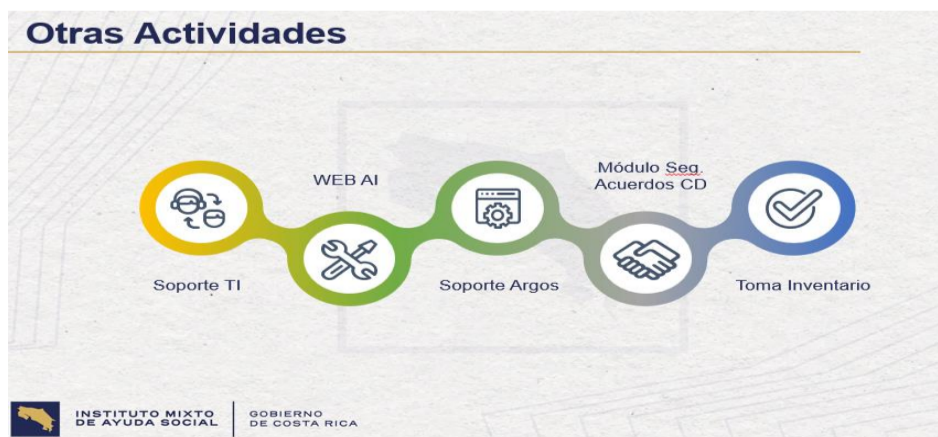 Otras Actividades
WEB AI
Módulo Seg.
Acuerdos CD
Soporte TI
Soporte Argos
Toma Inventario
INSTITUTO MIXTO
DE AYUDA SOCIAL
GOBIERNO
DE COSTA RICA